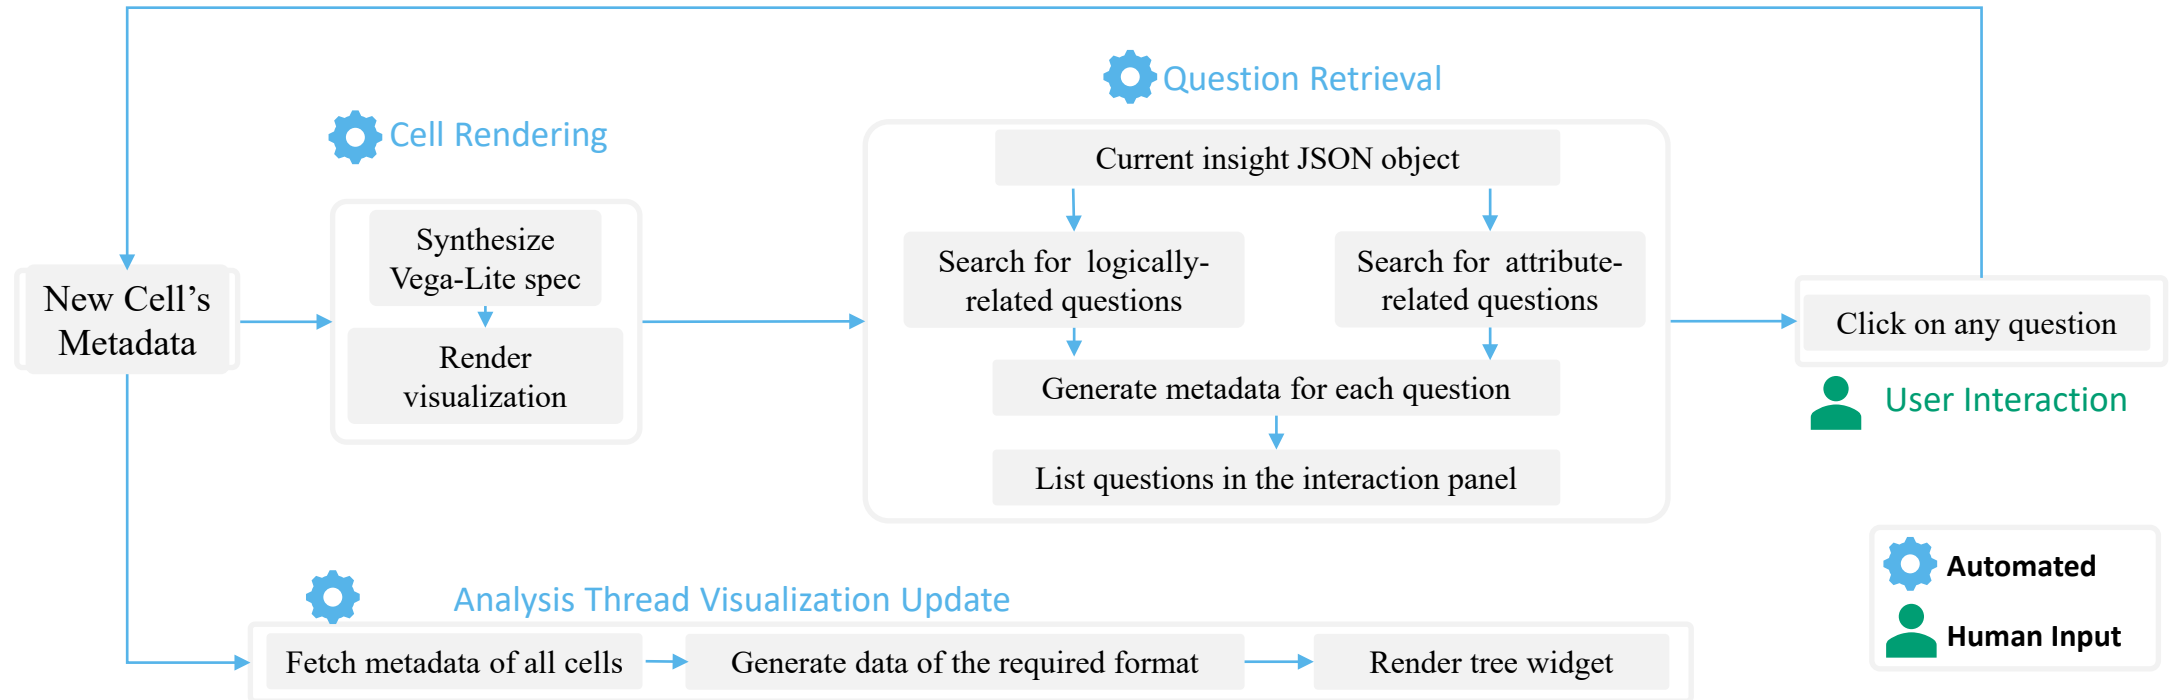 Question Retrieval
Cell Rendering
Current insight JSON object
Synthesize
Vega-Lite spec
Search for logically-
related questions
Search for attribute-
related questions
New Cell’s
Metadata
Click on any question
Render
visualization
Generate metadata for each question
User Interaction
List questions in the interaction panel
Analysis Thread Visualization Update
Fetch metadata of all cells
Generate data of the required format
Render tree widget
Automated
Human Input